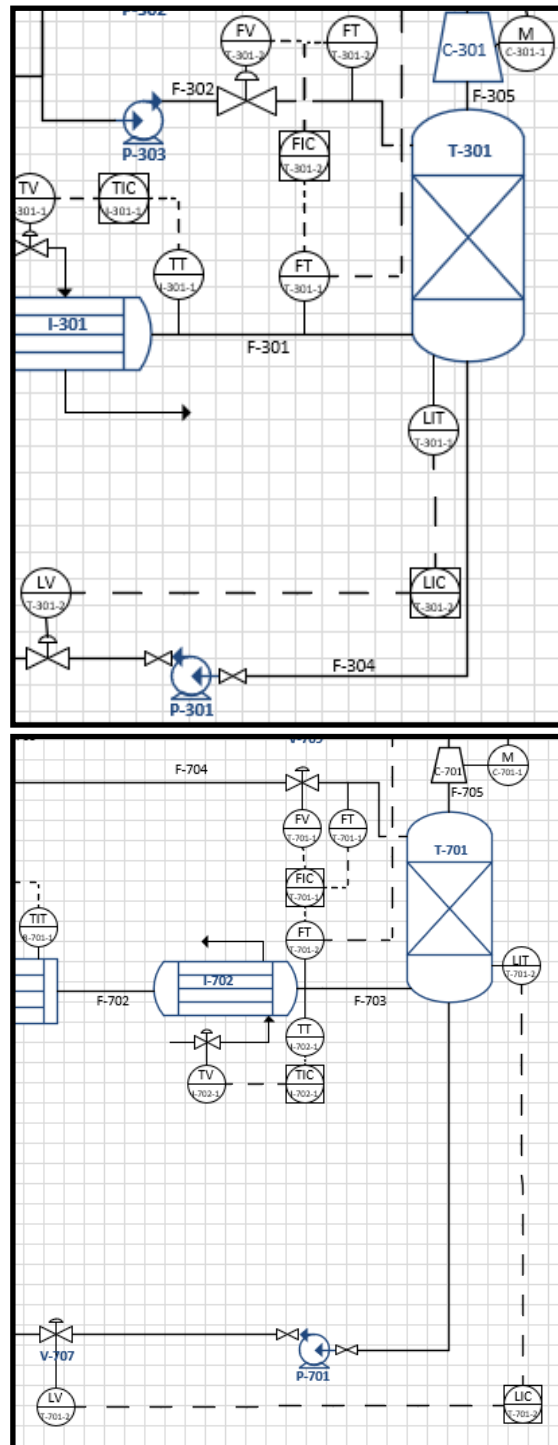 P-302
FV
T-301-2
FT
T-301-2
C-301
M
C-301-1
F-302
F-305
P-303
FIC
T-301-2
T-301
TV
TIC
I-301-1
TT
I-301-1
FT
T-301-1
I-301
F-301
LIT
T-301-1
LV
T-301-2
LIC
T-301-2
F-304
P-301
F-704
C-701
M
C-701-1
F-705
FV
T-701-1
FT
T-701-1
T-701
FIC
T-701-1
TIT
FT
T-701-2
LIT
T-701-2
I-702
F-702
F-703
TT
I-702-1
TV
I-702-1
TIC
I-702-1
V-707
P-701
LV
T-701-2
LIC
T-701-2